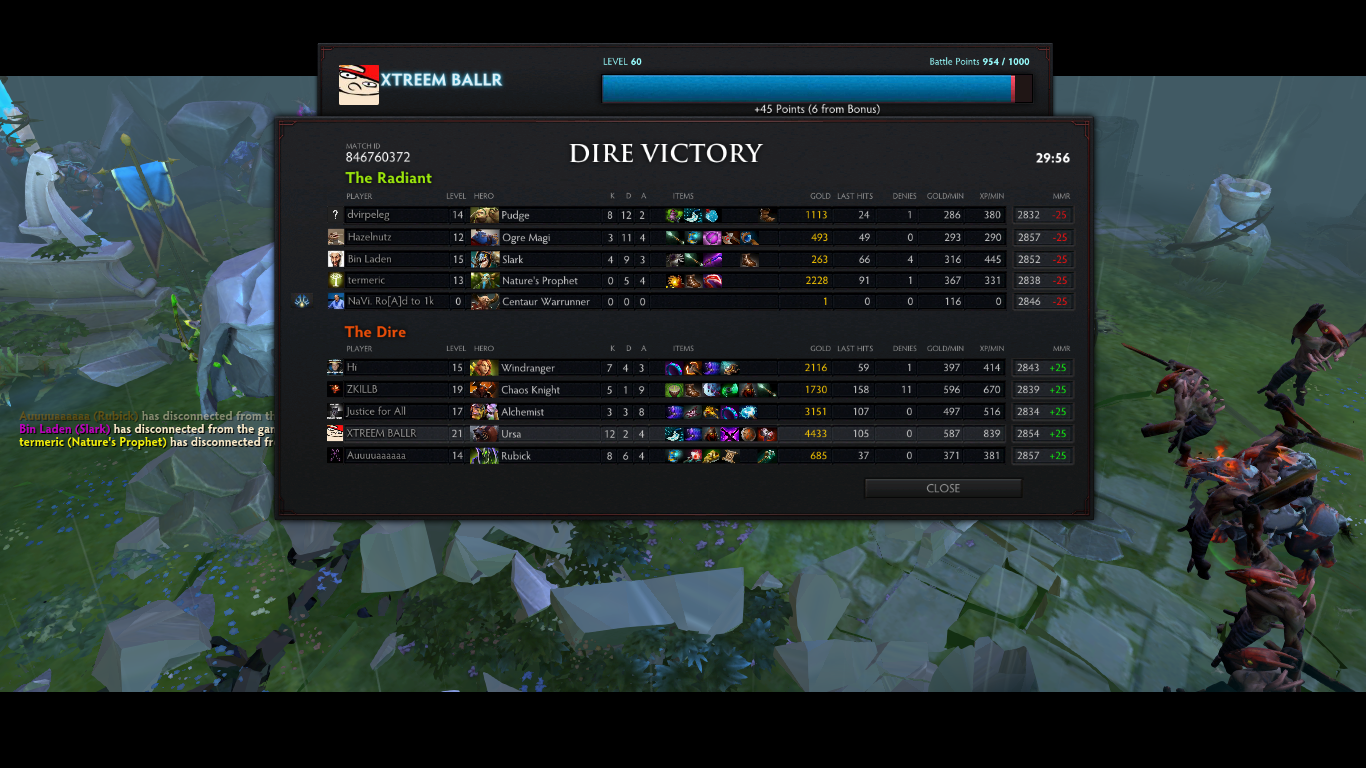 LEVEL 60
Battle Points 954 / 1000
XTREEM BALLR
+45 Points (6 from Bonus)
MATCH ID
846760372
DIRE VICTORY
29:56
The Radiant
PLAYER LEVEL HERO K D A ITEMS GOLD LAST HITS DENIES GOLD/MIN XP/MIN MMR
? dvirpeleg 14 Pudge 8 12 2 1113 24 1 286 380 2832 -25
Hazelnutz 12 Ogre Magi 3 11 4 493 49 0 293 290 2857 -25
Bin Laden 15 Slark 4 9 3 263 66 4 316 445 2852 -25
termeric 13 Nature's Prophet 0 5 4 2228 91 1 367 331 2838 -25
NaVi. Ro[A]d to 1k 0 Centaur Warrunner 0 0 0 1 0 0 116 0 2846 -25
The Dire
PLAYER LEVEL HERO K D A ITEMS GOLD LAST HITS DENIES GOLD/MIN XP/MIN MMR
Hi 15 Windranger 7 4 3 2116 59 1 397 414 2843 +25
ZKILLB 19 Chaos Knight 5 1 9 1730 158 11 596 670 2839 +25
Justice for All 17 Alchemist 3 3 8 3151 107 0 497 516 2834 +25
XTREEM BALLR 21 Ursa 12 2 4 4433 105 0 587 839 2854 +25
Auuuuaaaaaa 14 Rubick 8 6 4 685 37 0 371 381 2857 +25
Auuuuaaaaaa (Rubick) has disconnected from th
Bin Laden (Slark) has disconnected from the gam
termeric (Nature's Prophet) has disconnected fr
CLOSE